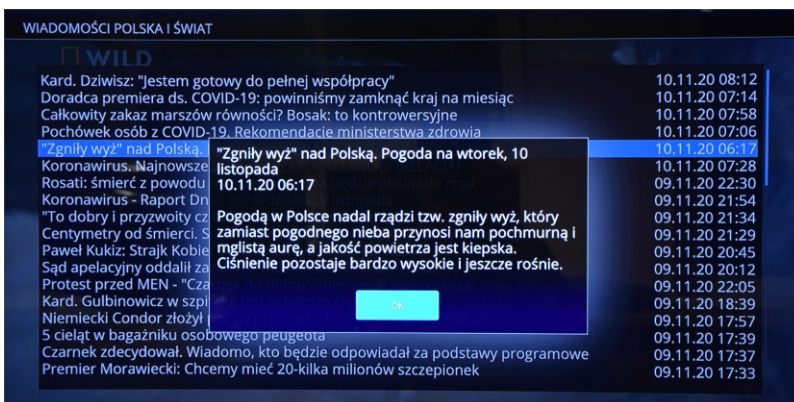 WIADOMOŚCI POLSKA I ŚWIAT
WILD
Kard. Dziwisz: "Jestem gotowy do pełnej współpracy" 10.11.20 08:12
Doradca premiera ds. COVID-19: powinniśmy zamknąć kraj na miesiąc 10.11.20 07:14
Całkowity zakaz marszów równości? Bosak: to kontrowersyjne 10.11.20 07:58
Pochówek osób z COVID-19. Rekomendacje ministerstwa zdrowia 10.11.20 07:06
"Zgniły wyż" nad Polską. 10.11.20 06:17
Koronawirus. Najnowsze 10.11.20 07:28
Rosati: śmierć z powodu będzie obciążała rząd 09.11.20 22:30
Koronawirus - Raport Dnia. Poniedziałek, 9 listopada 09.11.20 21:54
"To dobry i przyzwoity 09.11.20 21:34
Centymetry od śmierci. 09.11.20 21:29
Paweł Kukiz: Strajk 09.11.20 20:45
Sąd apelacyjny oddalił 09.11.20 20:12
Protest przed MEN - 09.11.20 22:05
Kard. Gulbinowicz w 09.11.20 18:39
Niemiecki Condor złożył 09.11.20 17:57
5 cieląt w bagażniku osobowego peugeota 09.11.20 17:39
Czarnek zdecydował. Wiadomo, kto będzie odpowiadał za podstawy programowe 09.11.20 17:37
Premier Morawiecki: Chcemy mieć 20-kilka milionów szczepionek 09.11.20 17:33
"Zgniły wyż" nad Polską. Pogoda na wtorek, 10
listopada
10.11.20 06:17
Pogodą w Polsce nadal rządzi tzw. zgniły wyż, który
zamiast pogodnego nieba przynosi nam pochmurną i
mglistą aurę, a jakość powietrza jest kiepska.
Ciśnienie pozostaje bardzo wysokie i jeszcze rośnie.
OK